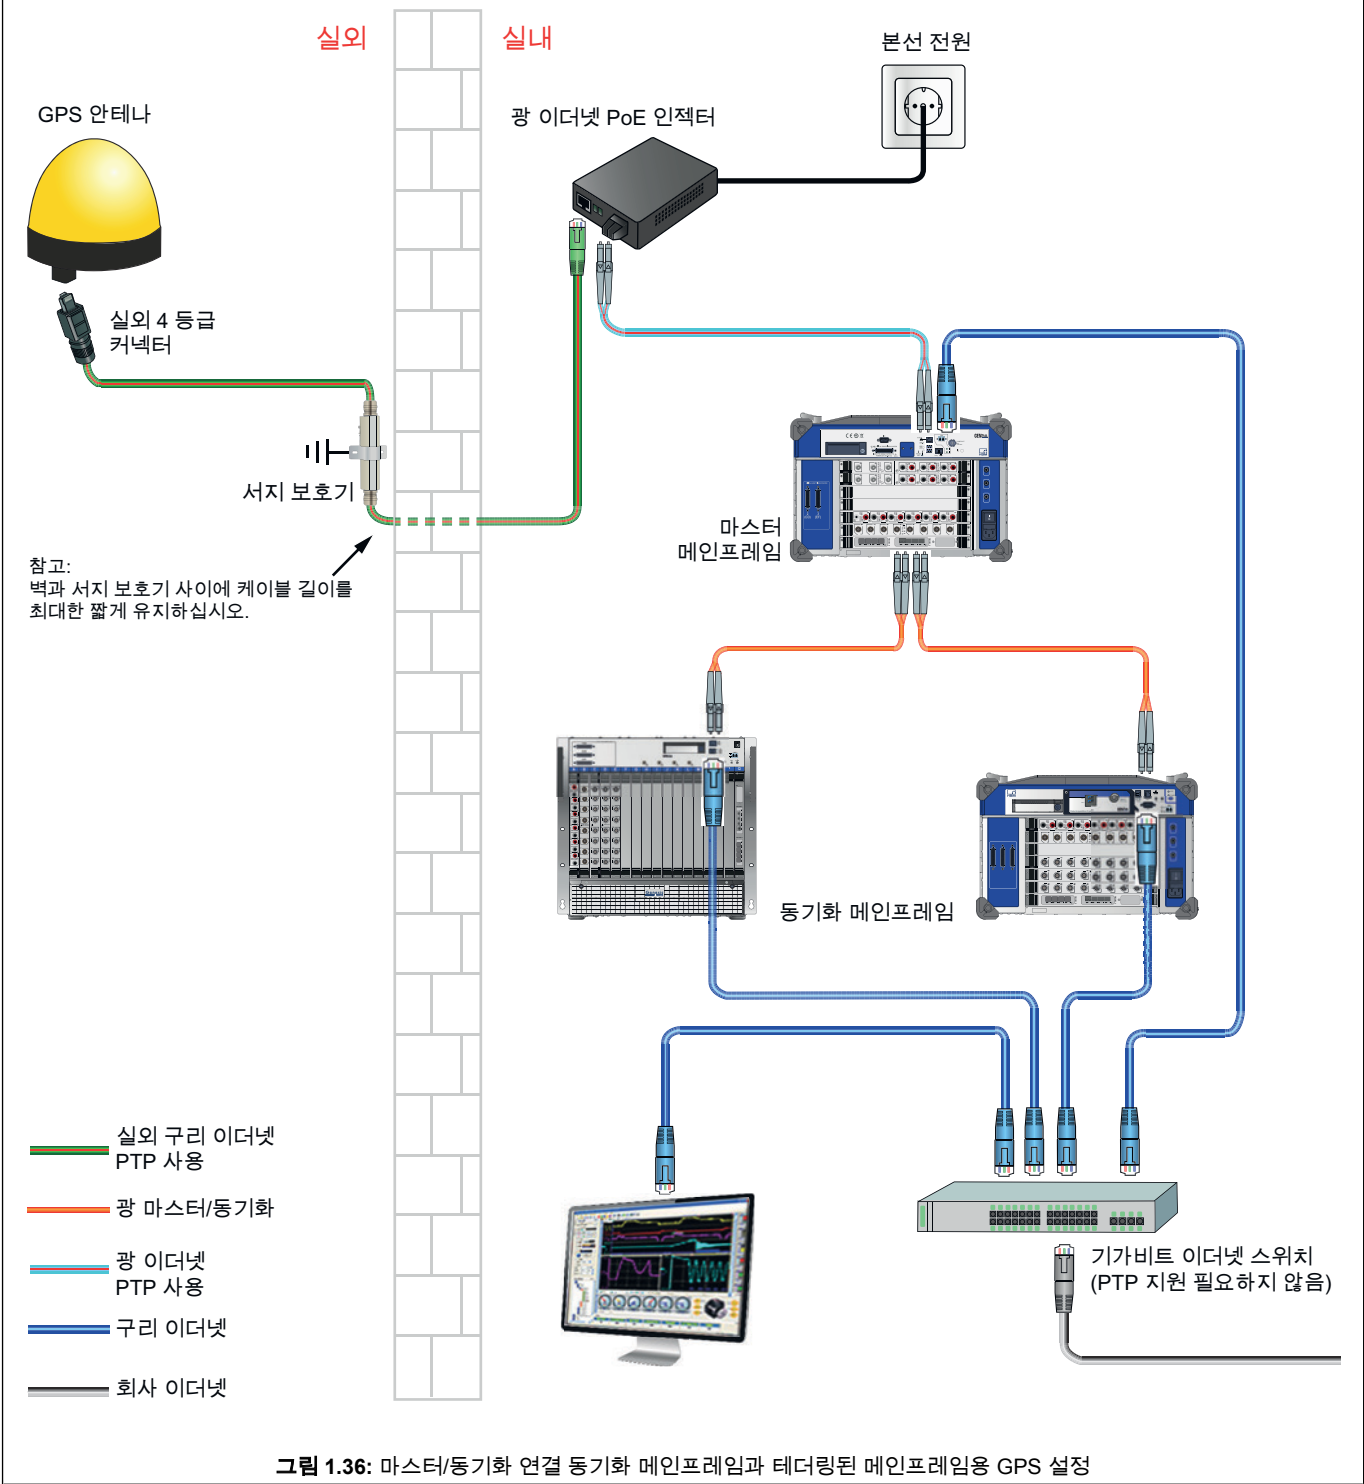 실외
실내
본선 전원
GPS 안테나
광 이더넷 PoE 인젝터
실외 4 등급
커넥터
서지 보호기
마스터
메인프레임
참고:
벽과 서지 보호기 사이에 케이블 길이를
최대한 짧게 유지하십시오.
동기화 메인프레임
실외 구리 이더넷
PTP 사용
광 마스터/동기화
광 이더넷
PTP 사용
구리 이더넷
회사 이더넷
기가비트 이더넷 스위치
(PTP 지원 필요하지 않음)
그림 1.36: 마스터/동기화 연결 동기화 메인프레임과 테더링된 메인프레임용 GPS 설정